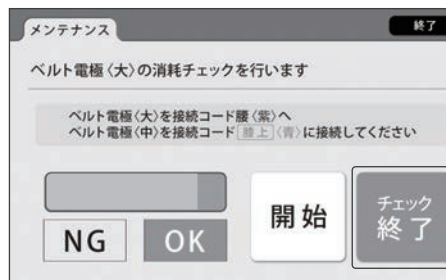 メンテナンス
終了
ベルト電極〈大〉の消耗チェックを行います
ベルト電極〈大〉を接続コード腰〈紫〉へ
ベルト電極〈中〉を接続コード膝上〈青〉に接続してください
NG
OK
開始
チェック
終了